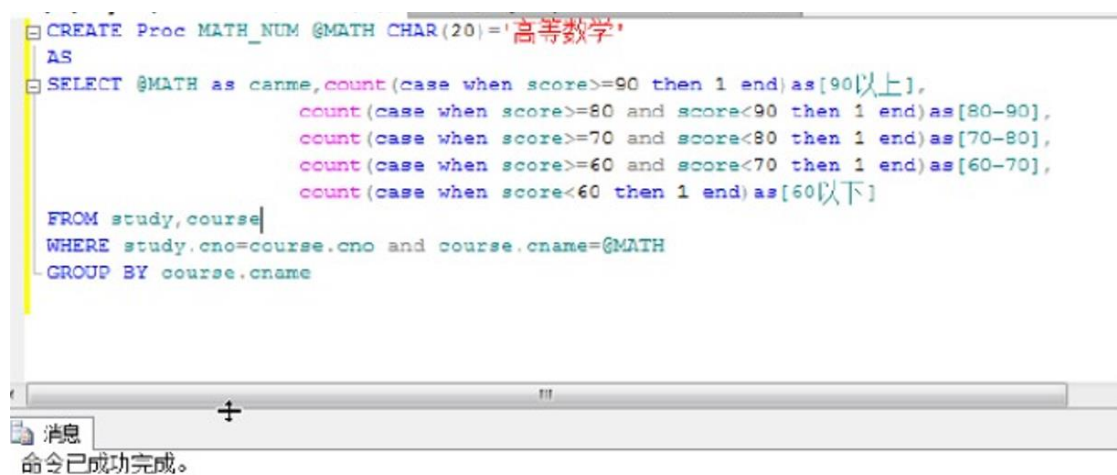 CREATE Proc MATH_NUM @MATH CHAR(20)='高等数学'
AS
SELECT @MATH as canme,count(case when score>=90 then 1 end)as[90以上],
count(case when score>=80 and score<90 then 1 end)as[80-90],
count(case when score>=70 and score<80 then 1 end)as[70-80],
count(case when score>=60 and score<70 then 1 end)as[60-70],
count(case when score<60 then 1 end)as[60以下]
FROM study,course
WHERE study.cno=course.cno and course.cname=@MATH
GROUP BY course.cname
消息
命令已成功完成。